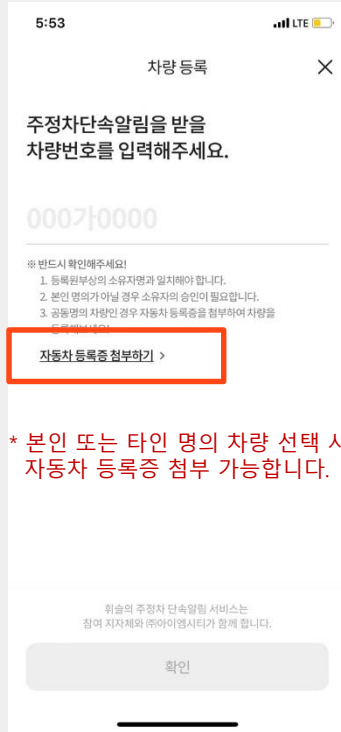 5:53
LTE
차량 등록
주정차단속알림을 받을
차량번호를 입력해주세요.
000가0000
※ 반드시 확인해주세요!
1. 등록원부상의 소유자명과 일치해야 합니다.
2. 본인 명의가 아닐 경우 소유자의 승인이 필요합니다.
3. 공동명의 차량인 경우 자동차 등록증을 첨부하여 차량을
자동차 등록증 첨부하기 >
* 본인 또는 타인 명의 차량 선택 시
자동차 등록증 첨부 가능합니다.
휘슬의 주정차 단속알림 서비스는
참여 지자체와 ㈜아이엠시티가 함께 합니다.
확인